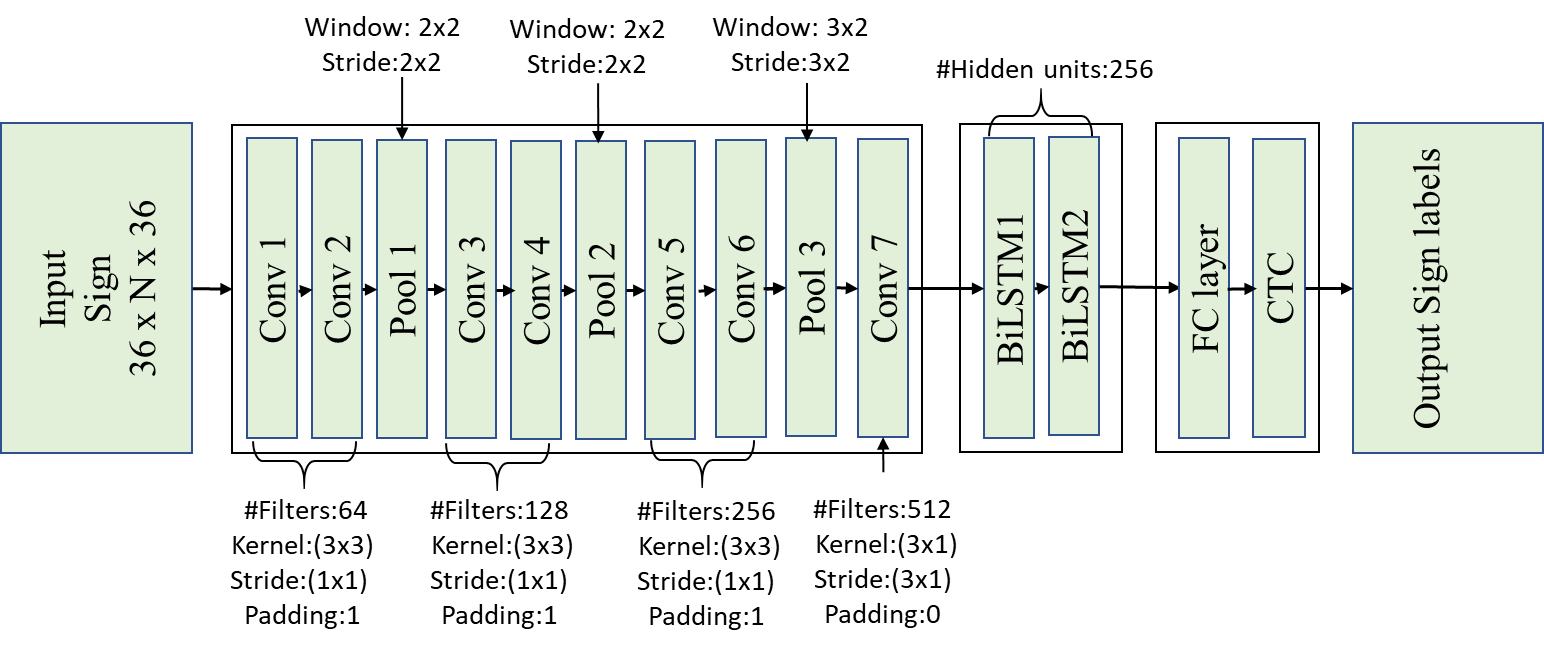 Window: 2x2
Stride:2x2
Window: 2x2
Stride:2x2
Window: 3x2
Stride:3x2
#Hidden units:256
Input
Sign
36 x N x 36
Conv 1
Conv 2
Pool 1
Conv 3
Conv 4
Pool 2
Conv 5
Conv 6
Pool 3
Conv 7
BiLSTM1
BiLSTM2
FC layer
CTC
Output Sign labels
#Filters:64
Kernel:(3x3)
Stride:(1x1)
Padding:1
#Filters:128
Kernel:(3x3)
Stride:(1x1)
Padding:1
#Filters:256
Kernel:(3x3)
Stride:(1x1)
Padding:1
#Filters:512
Kernel:(3x1)
Stride:(3x1)
Padding:0